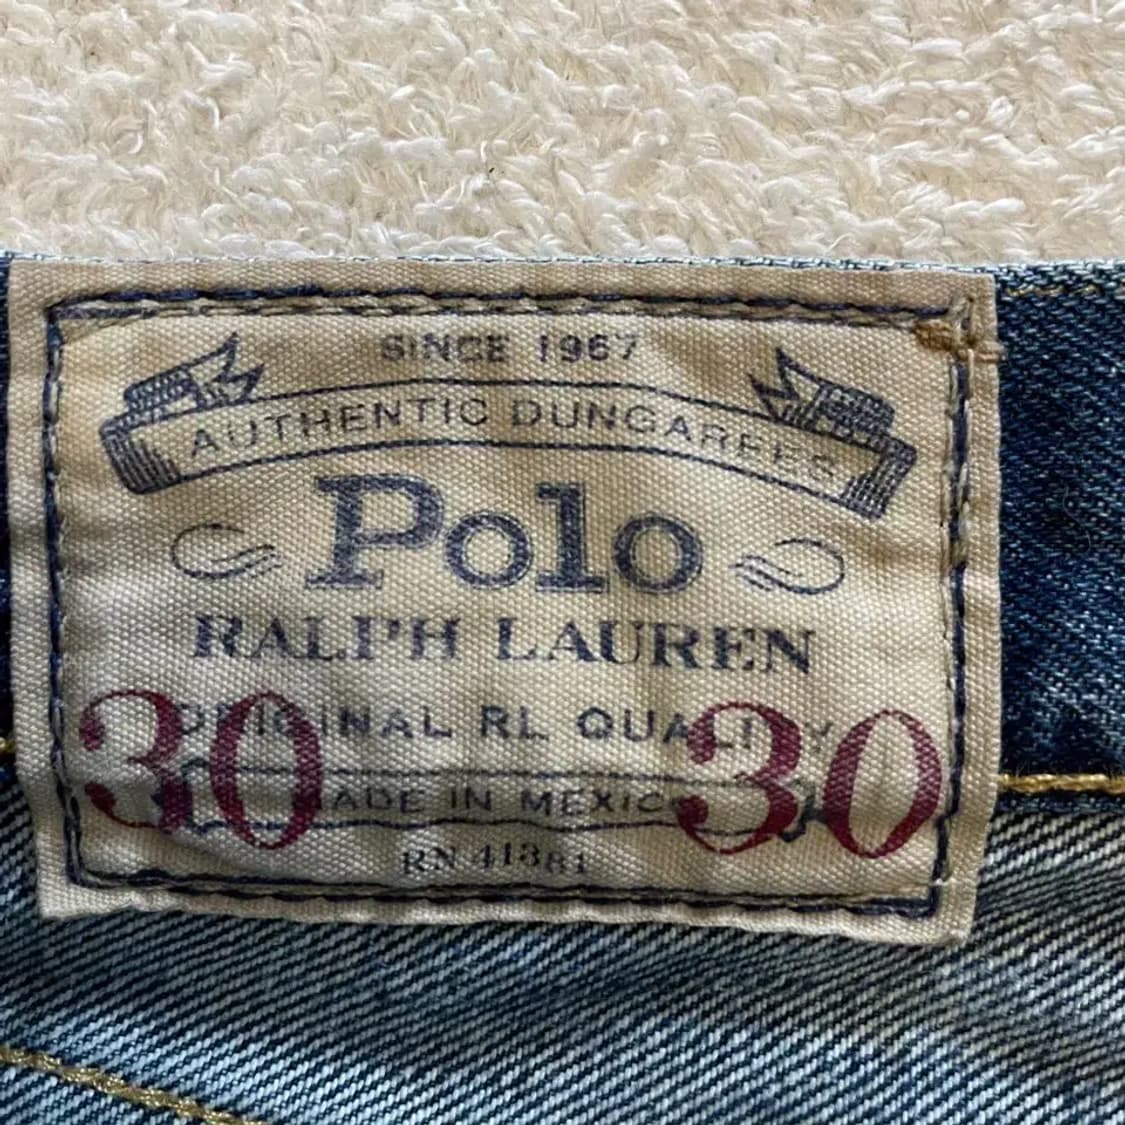 SINCE 1967
AUTHENTIC DUNGAREES
Polo
RALPH LAUREN
ORIGINAL RL QUALITY
30 30
MADE IN MEXICO
RN 41381